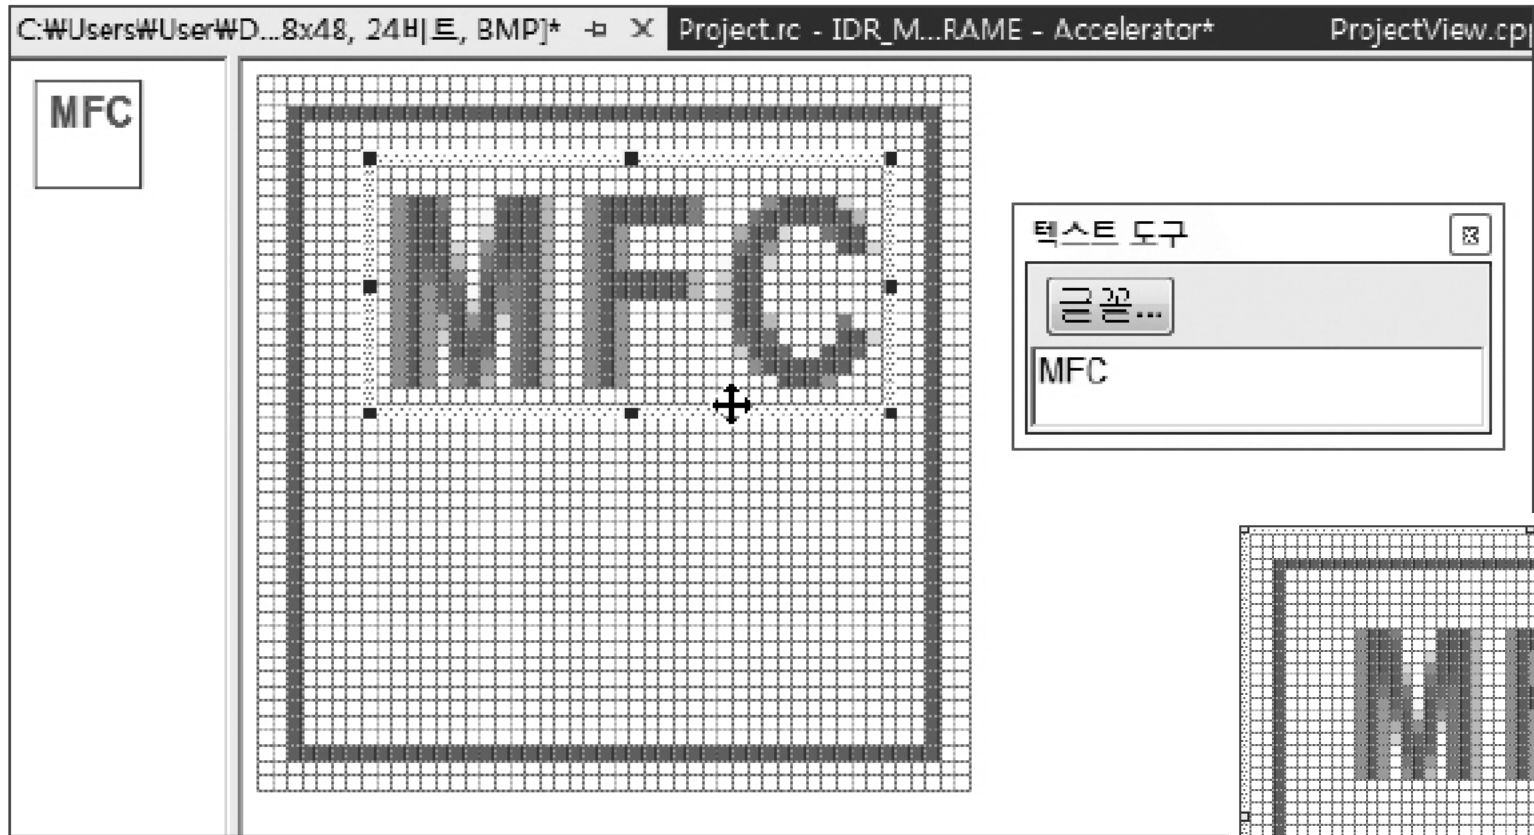 C:₩Users₩User₩D...8x48, 24비트, BMP]* Project.rc - IDR_M...RAME - Accelerator* ProjectView.cpp
MFC
MFC
텍스트 도구
글꼴...
MFC
M